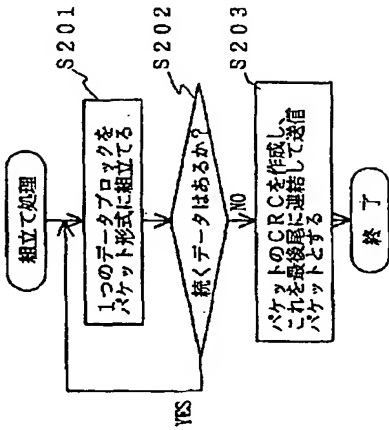 組立て処理
S201
1つのデータブロックを
パケット形式に組立てる
S202
続くデータはあるか?
YES
NO
S203
パケットのCRCを作成し、
これを最後尾に連結して送信
パケットとする
終了